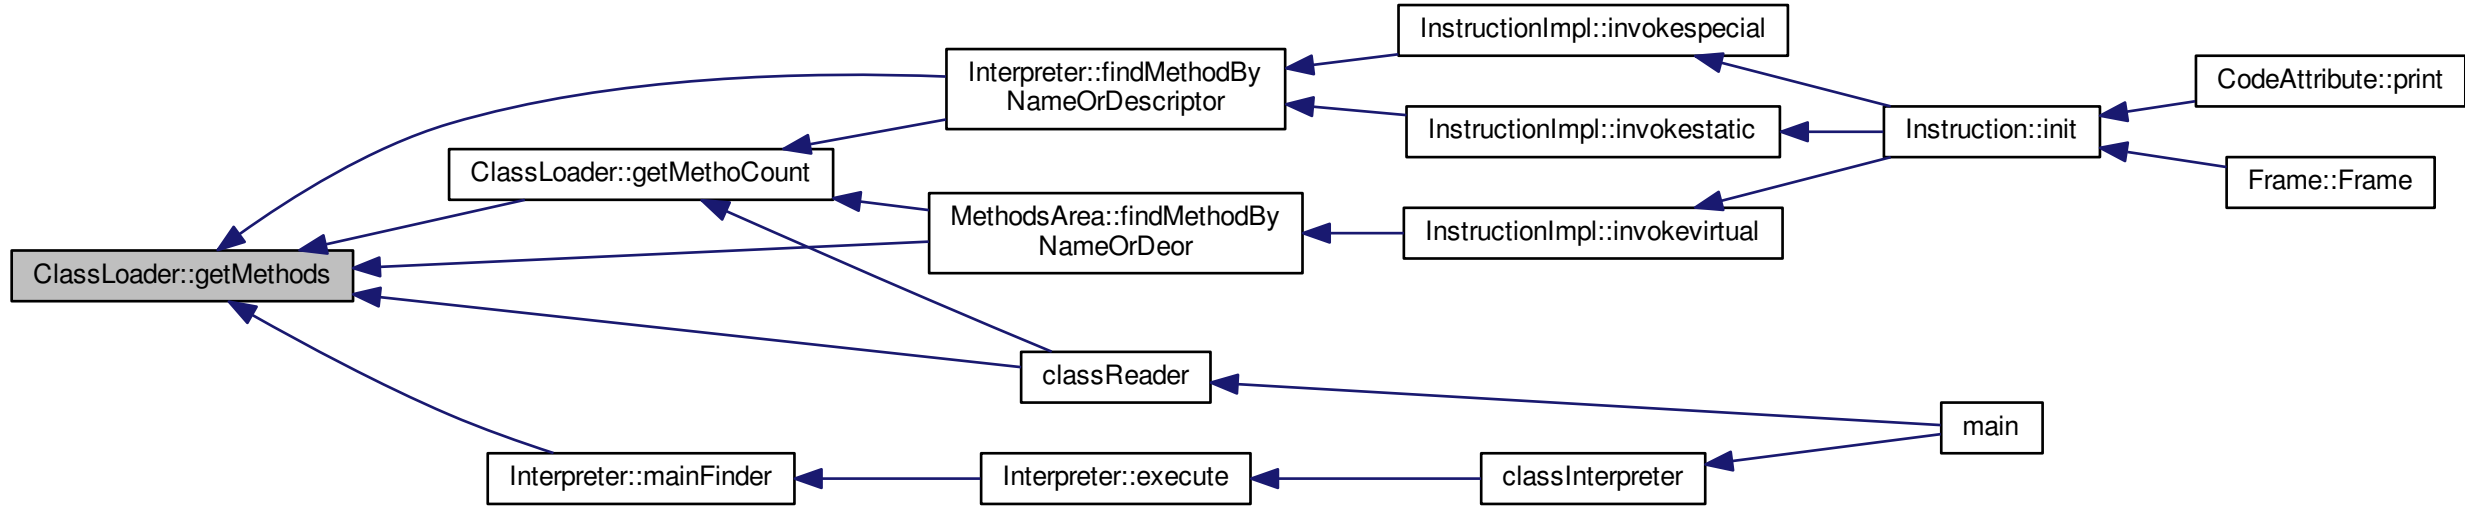 ClassLoader::getMethods
Interpreter::findMethodBy
NameOrDescriptor
ClassLoader::getMethoCount
MethodsArea::findMethodBy
NameOrDeor
classReader
Interpreter::mainFinder
Interpreter::execute
InstructionImpl::invokespecial
InstructionImpl::invokestatic
InstructionImpl::invokevirtual
classInterpreter
Instruction::init
main
CodeAttribute::print
Frame::Frame